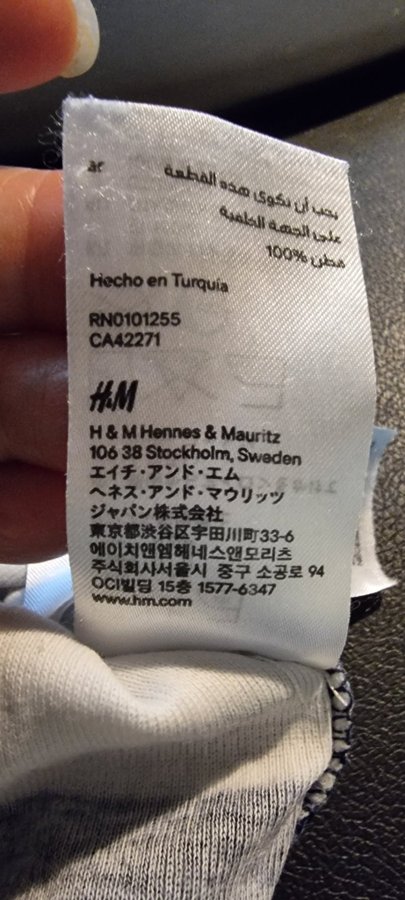 ar
يجب أن تكوى هذه القطعة
على الجهة الخلفية
100% قطن
Hecho en Turquia
RN0101255
CA42271
H&M
H & M Hennes & Mauritz
106 38 Stockholm, Sweden
エイチ・アンド・エム
ヘネス・アンド・マウリッツ
ジャパン株式会社
東京都渋谷区宇田川町33-6
에이치앤엠헤네스앤모리츠
주식회사서울시 중구 소공로 94
OCI빌딩 15층 1577-6347
www.hm.com